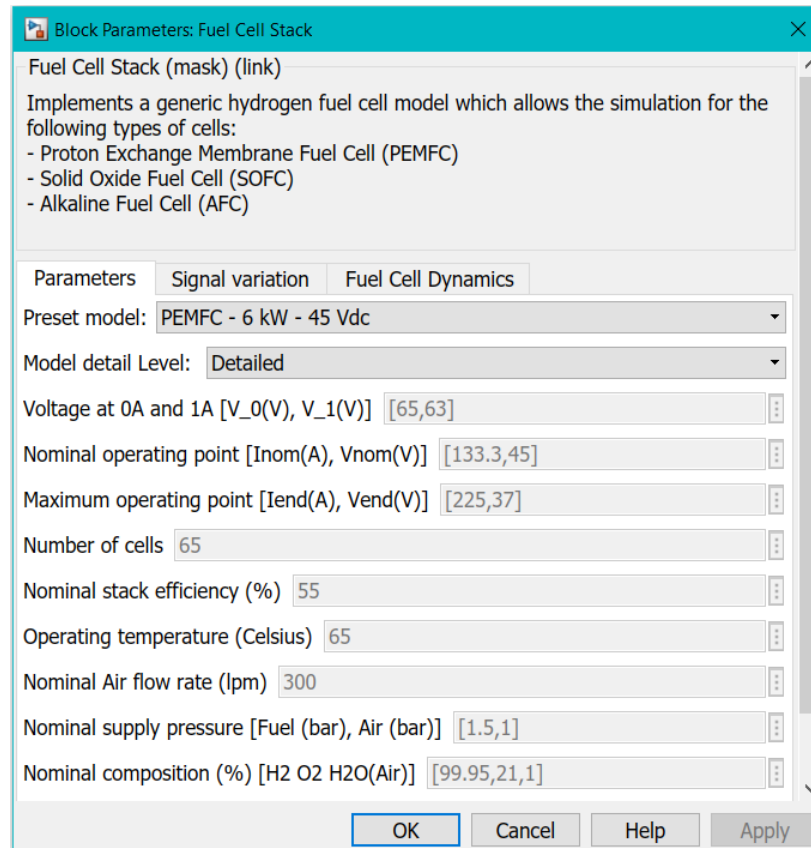 Block Parameters: Fuel Cell Stack
Fuel Cell Stack (mask) (link)
Implements a generic hydrogen fuel cell model which allows the simulation for the
following types of cells:
- Proton Exchange Membrane Fuel Cell (PEMFC)
- Solid Oxide Fuel Cell (SOFC)
- Alkaline Fuel Cell (AFC)
Parameters Signal variation Fuel Cell Dynamics
Preset model: PEMFC - 6 kW - 45 Vdc
Model detail Level: Detailed
Voltage at 0A and 1A [V_0(V), V_1(V)] [65,63]
Nominal operating point [Inom(A), Vnom(V)] [133.3,45]
Maximum operating point [Iend(A), Vend(V)] [225,37]
Number of cells 65
Nominal stack efficiency (%) 55
Operating temperature (Celsius) 65
Nominal Air flow rate (lpm) 300
Nominal supply pressure [Fuel (bar), Air (bar)] [1.5,1]
Nominal composition (%) [H2 O2 H2O(Air)] [99.95,21,1]
OK Cancel Help Apply